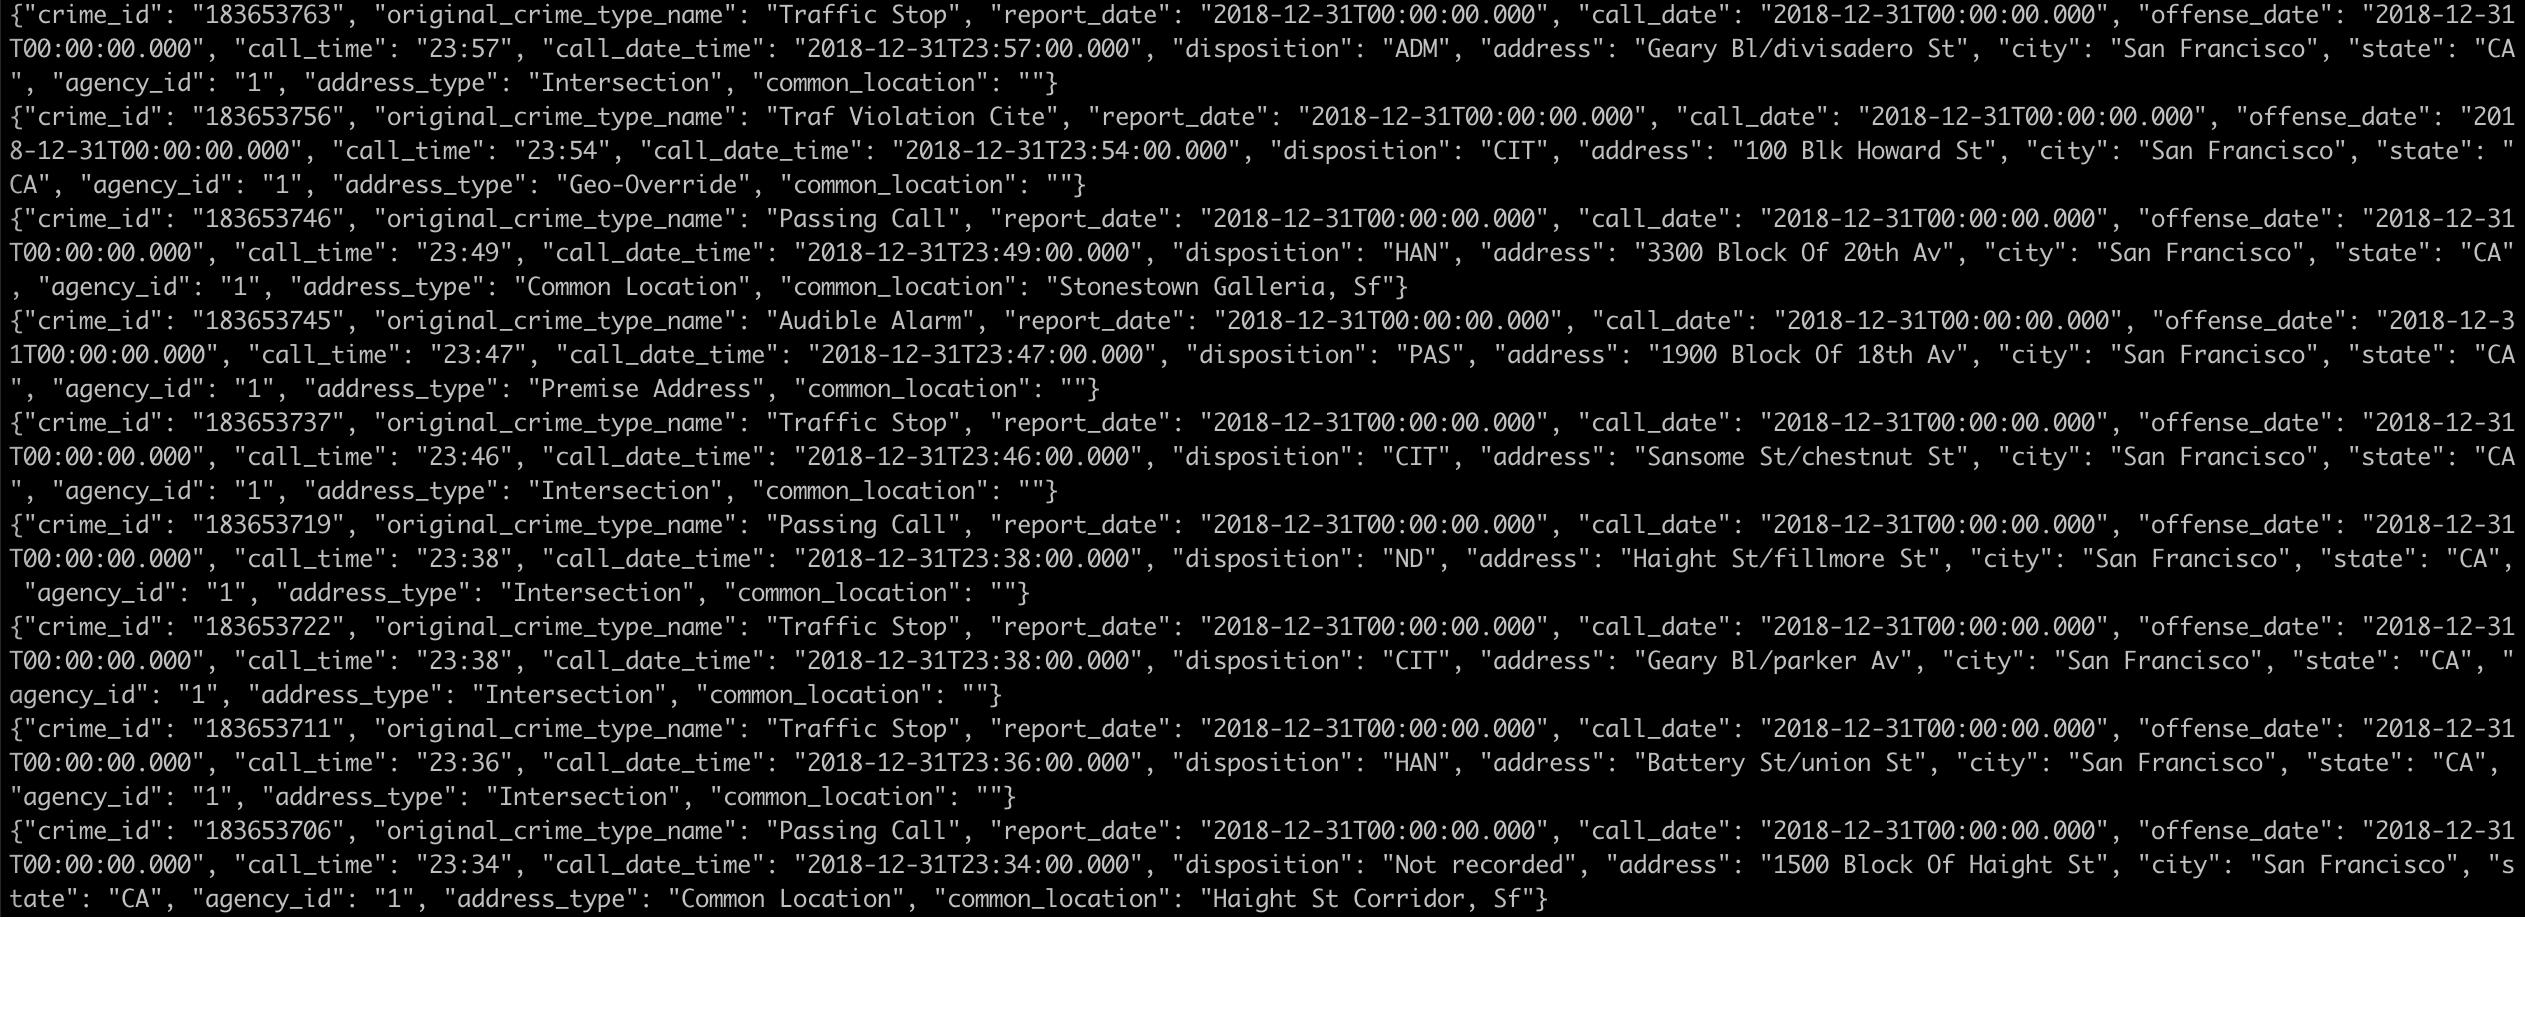 {"crime_id": "183653763", "original_crime_type_name": "Traffic Stop", "report_date": "2018-12-31T00:00:00.000", "call_date": "2018-12-31T00:00:00.000", "offense_date": "2018-12-31
T00:00:00.000", "call_time": "23:57", "call_date_time": "2018-12-31T23:57:00.000", "disposition": "ADM", "address": "Geary Bl/divisadero St", "city": "San Francisco", "state": "CA
", "agency_id": "1", "address_type": "Intersection", "common_location": ""}
{"crime_id": "183653756", "original_crime_type_name": "Traf Violation Cite", "report_date": "2018-12-31T00:00:00.000", "call_date": "2018-12-31T00:00:00.000", "offense_date": "201
8-12-31T00:00:00.000", "call_time": "23:54", "call_date_time": "2018-12-31T23:54:00.000", "disposition": "CIT", "address": "100 Blk Howard St", "city": "San Francisco", "state": "
CA", "agency_id": "1", "address_type": "Geo-Override", "common_location": ""}
{"crime_id": "183653746", "original_crime_type_name": "Passing Call", "report_date": "2018-12-31T00:00:00.000", "call_date": "2018-12-31T00:00:00.000", "offense_date": "2018-12-31
T00:00:00.000", "call_time": "23:49", "call_date_time": "2018-12-31T23:49:00.000", "disposition": "HAN", "address": "3300 Block Of 20th Av", "city": "San Francisco", "state": "CA"
, "agency_id": "1", "address_type": "Common Location", "common_location": "Stonestown Galleria, Sf"}
{"crime_id": "183653745", "original_crime_type_name": "Audible Alarm", "report_date": "2018-12-31T00:00:00.000", "call_date": "2018-12-31T00:00:00.000", "offense_date": "2018-12-3
1T00:00:00.000", "call_time": "23:47", "call_date_time": "2018-12-31T23:47:00.000", "disposition": "PAS", "address": "1900 Block Of 18th Av", "city": "San Francisco", "state": "CA
", "agency_id": "1", "address_type": "Premise Address", "common_location": ""}
{"crime_id": "183653737", "original_crime_type_name": "Traffic Stop", "report_date": "2018-12-31T00:00:00.000", "call_date": "2018-12-31T00:00:00.000", "offense_date": "2018-12-31
T00:00:00.000", "call_time": "23:46", "call_date_time": "2018-12-31T23:46:00.000", "disposition": "CIT", "address": "Sansome St/chestnut St", "city": "San Francisco", "state": "CA
", "agency_id": "1", "address_type": "Intersection", "common_location": ""}
{"crime_id": "183653719", "original_crime_type_name": "Passing Call", "report_date": "2018-12-31T00:00:00.000", "call_date": "2018-12-31T00:00:00.000", "offense_date": "2018-12-31
T00:00:00.000", "call_time": "23:38", "call_date_time": "2018-12-31T23:38:00.000", "disposition": "ND", "address": "Haight St/fillmore St", "city": "San Francisco", "state": "CA",
 "agency_id": "1", "address_type": "Intersection", "common_location": ""}
{"crime_id": "183653722", "original_crime_type_name": "Traffic Stop", "report_date": "2018-12-31T00:00:00.000", "call_date": "2018-12-31T00:00:00.000", "offense_date": "2018-12-31
T00:00:00.000", "call_time": "23:38", "call_date_time": "2018-12-31T23:38:00.000", "disposition": "CIT", "address": "Geary Bl/parker Av", "city": "San Francisco", "state": "CA", "
agency_id": "1", "address_type": "Intersection", "common_location": ""}
{"crime_id": "183653711", "original_crime_type_name": "Traffic Stop", "report_date": "2018-12-31T00:00:00.000", "call_date": "2018-12-31T00:00:00.000", "offense_date": "2018-12-31
T00:00:00.000", "call_time": "23:36", "call_date_time": "2018-12-31T23:36:00.000", "disposition": "HAN", "address": "Battery St/union St", "city": "San Francisco", "state": "CA",
"agency_id": "1", "address_type": "Intersection", "common_location": ""}
{"crime_id": "183653706", "original_crime_type_name": "Passing Call", "report_date": "2018-12-31T00:00:00.000", "call_date": "2018-12-31T00:00:00.000", "offense_date": "2018-12-31
T00:00:00.000", "call_time": "23:34", "call_date_time": "2018-12-31T23:34:00.000", "disposition": "Not recorded", "address": "1500 Block Of Haight St", "city": "San Francisco", "s
tate": "CA", "agency_id": "1", "address_type": "Common Location", "common_location": "Haight St Corridor, Sf"}